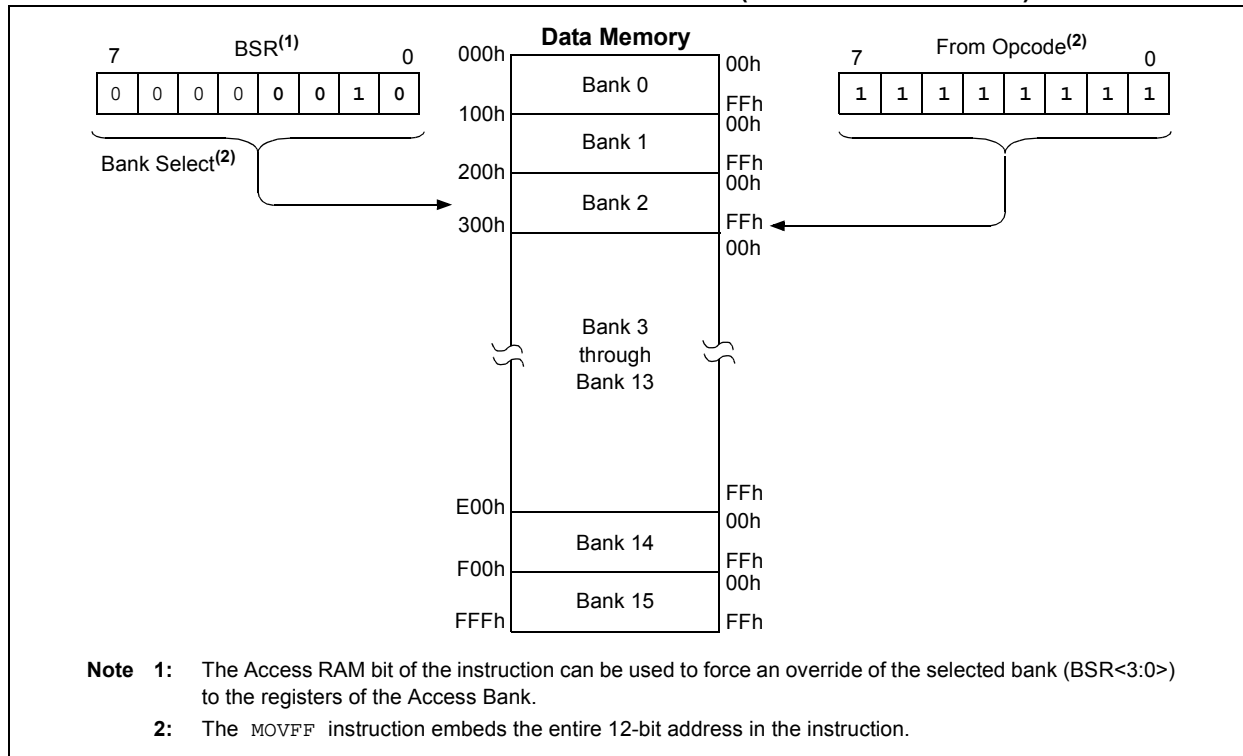 Data Memory
7 BSR(1) 0
0 0 0 0 0 0 1 0
Bank Select(2)
7 From Opcode(2) 0
1 1 1 1 1 1 1 1
000h
100h
200h
300h
E00h
F00h
FFFh
Bank 0
Bank 1
Bank 2
Bank 3
through
Bank 13
Bank 14
Bank 15
00h
FFh
00h
FFh
00h
FFh
00h
FFh
00h
FFh
00h
FFh
Note 1: The Access RAM bit of the instruction can be used to force an override of the selected bank (BSR<3:0>)
to the registers of the Access Bank.
2: The MOVFF instruction embeds the entire 12-bit address in the instruction.